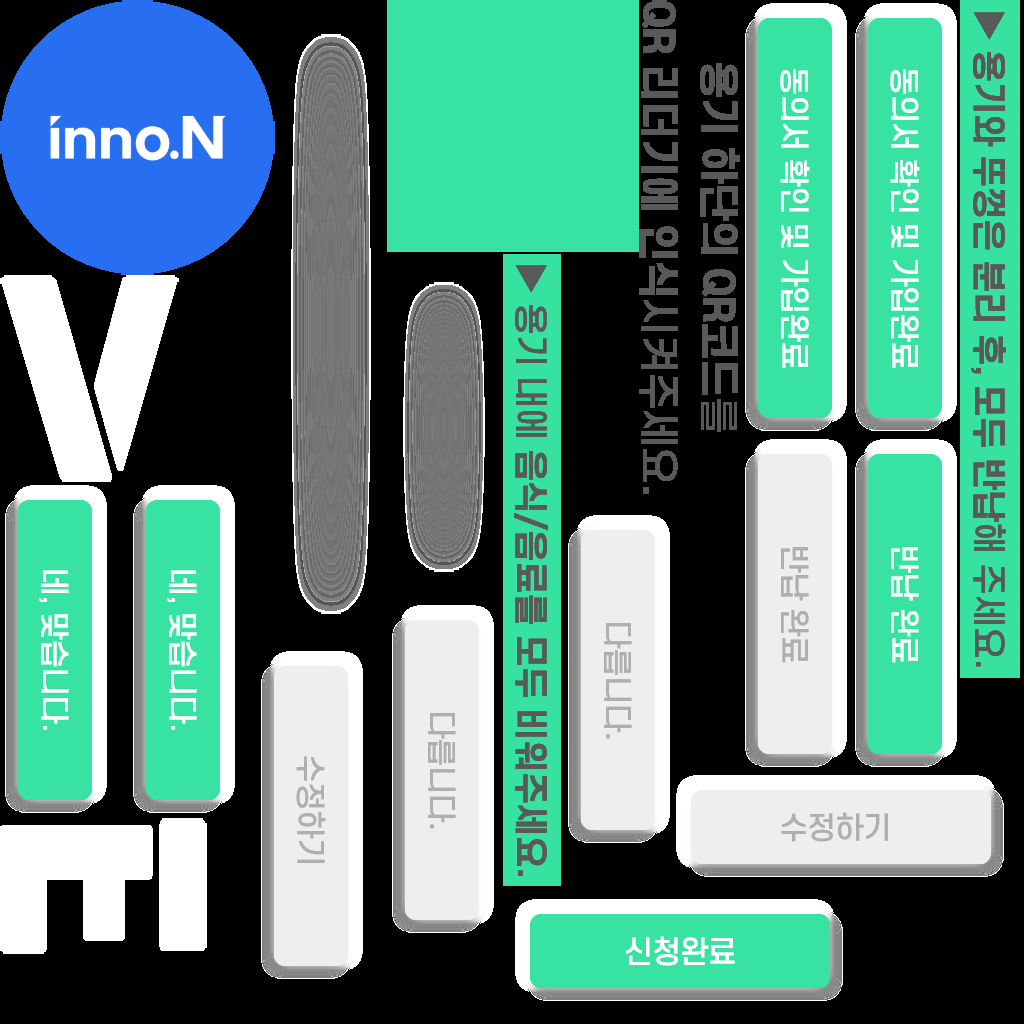 inno.N
QR 리더기에 인식시켜주세요.
용기 하단의 QR코드를
동의서 확인 및 가입완료
동의서 확인 및 가입완료
▶ 용기와 뚜껑은 분리 후, 모두 반납해 주세요.
▶ 용기 내에 음식/음료를 모두 비워주세요.
네, 맞습니다.
네, 맞습니다.
수정하기
다릅니다.
다릅니다.
반납 완료
반납 완료
수정하기
신청완료